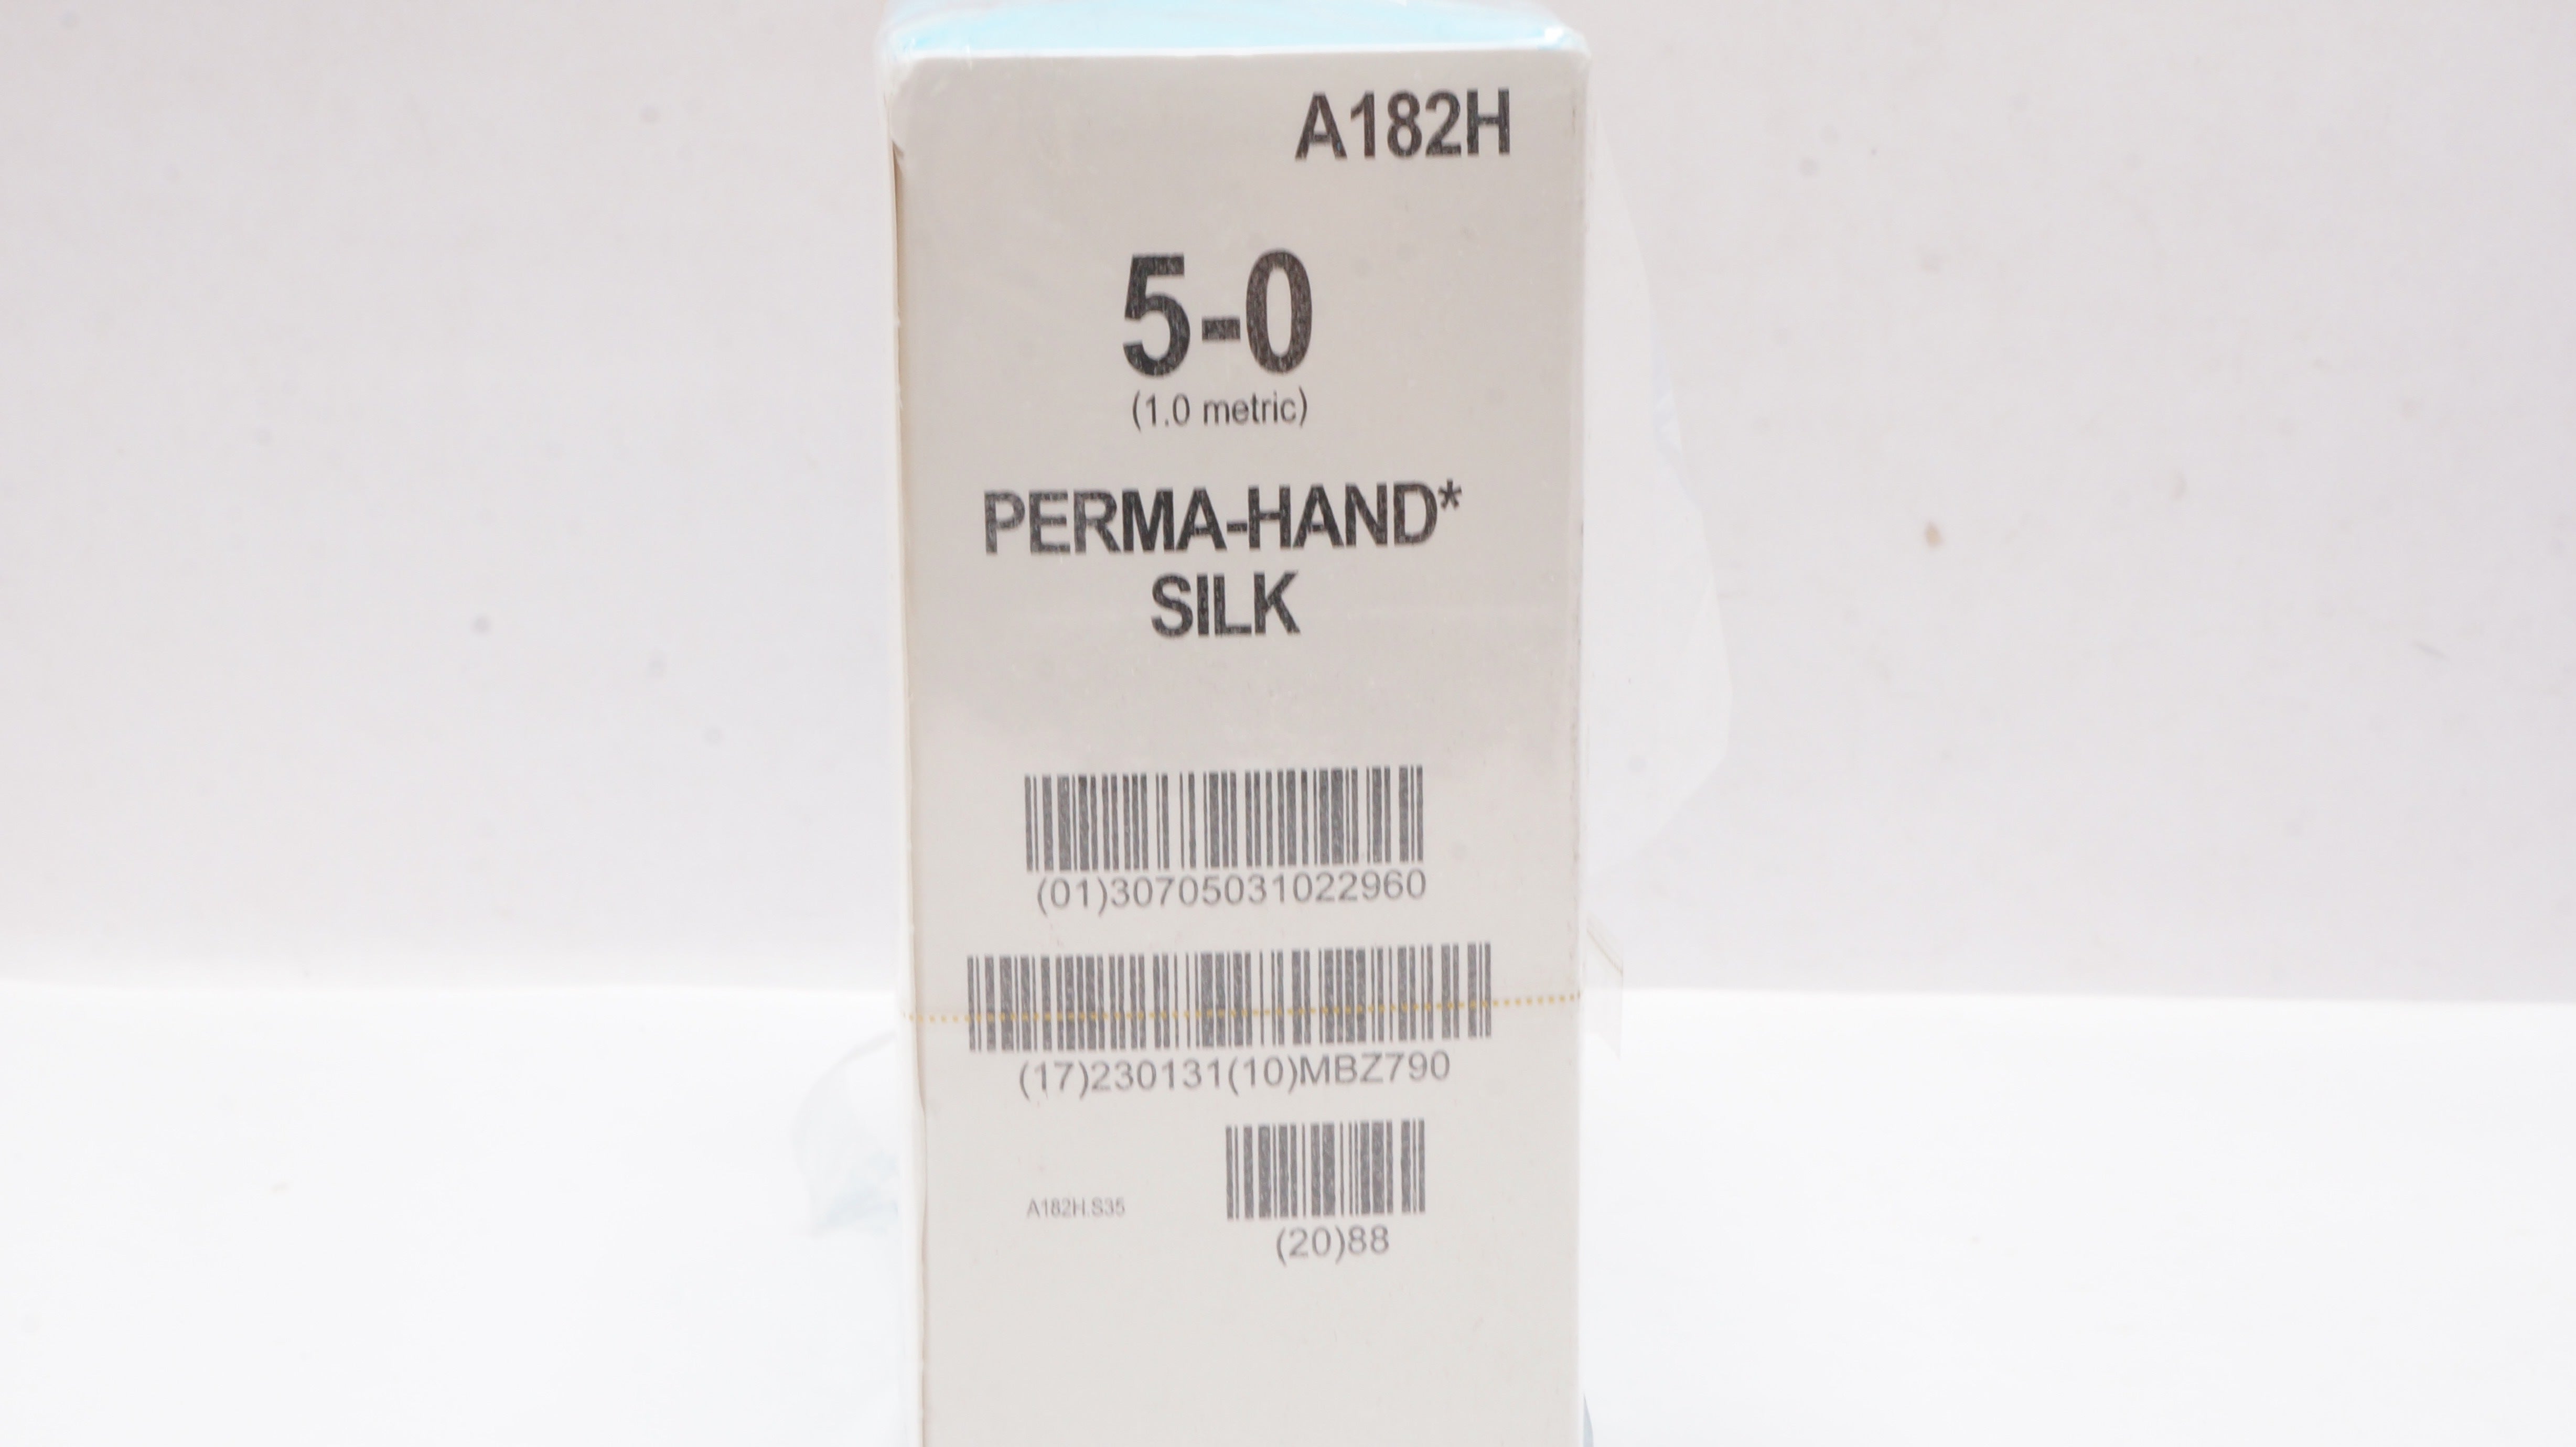 A182H
5-0
(1.0 metric)
PERMA-HAND*
SILK
(01)30705031022960
(17)230131(10)MBZ790
A182H.S35
(20)88